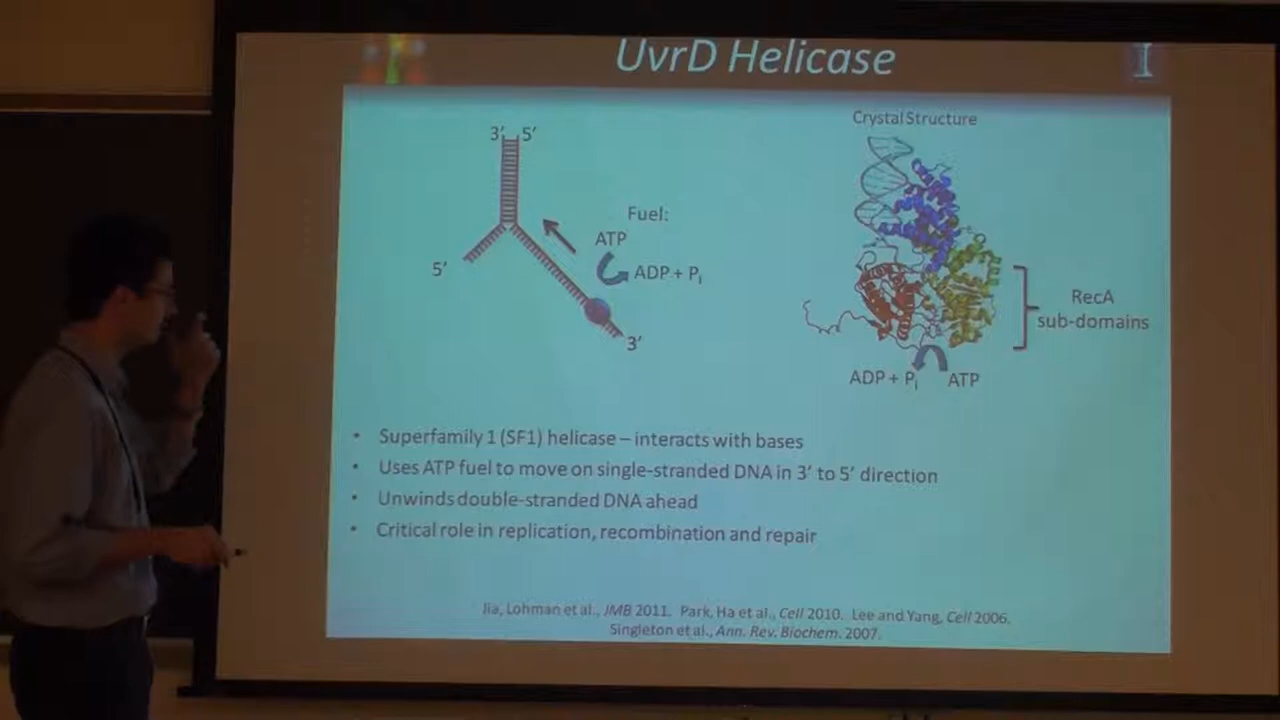 UvrD Helicase
I
3′ 5′
5′
Fuel:
ATP
ADP + Pi
3′
Crystal Structure
RecA
sub-domains
ADP + Pi
ATP
• Superfamily 1 (SF1) helicase – interacts with bases
• Uses ATP fuel to move on single-stranded DNA in 3′ to 5′ direction
• Unwinds double-stranded DNA ahead
• Critical role in replication, recombination and repair
Jia, Lohman et al., JMB 2011. Park, Ha et al., Cell 2010. Lee and Yang, Cell 2006.
Singleton et al., Ann. Rev. Biochem. 2007.